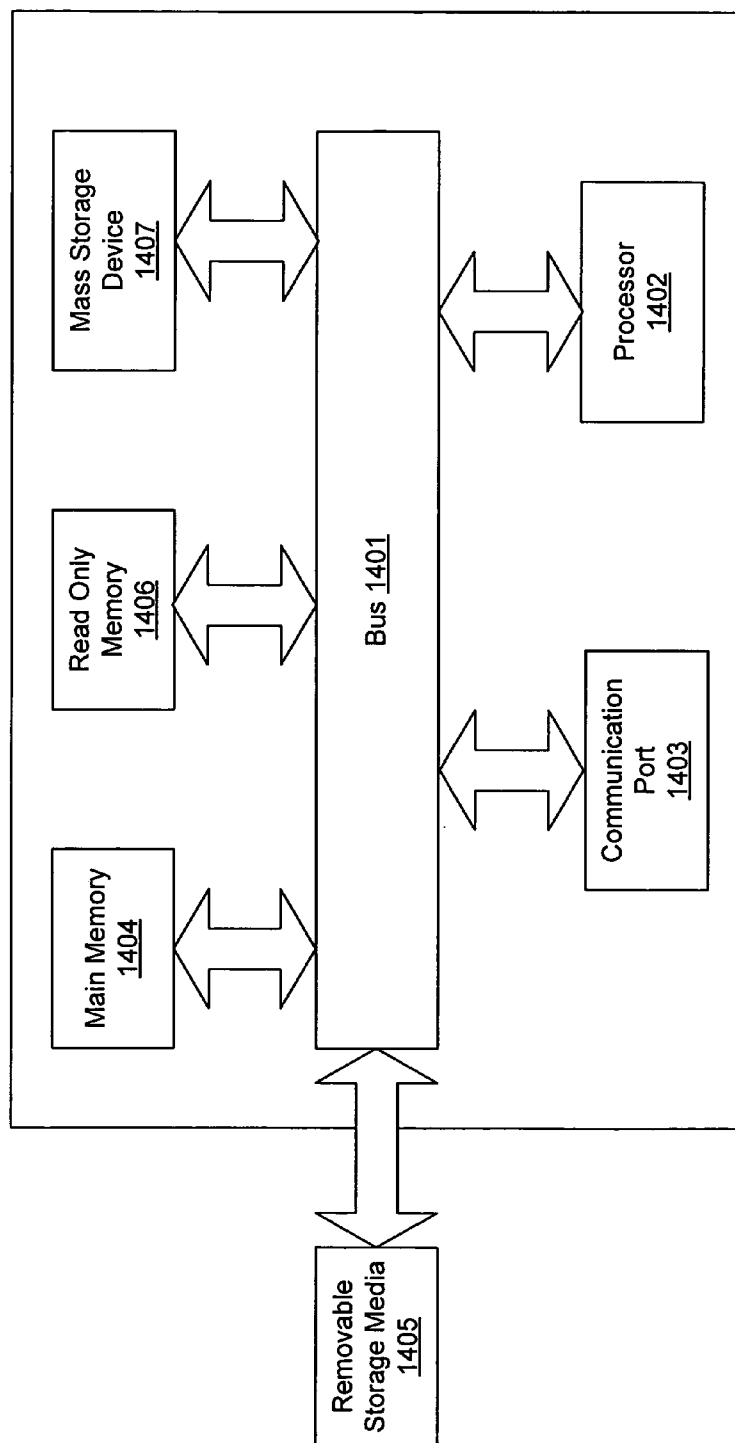 Main Memory
1404
Read Only
Memory
1406
Mass Storage
Device
1407
Removable
Storage Media
1405
Bus 1401
Communication
Port
1403
Processor
1402